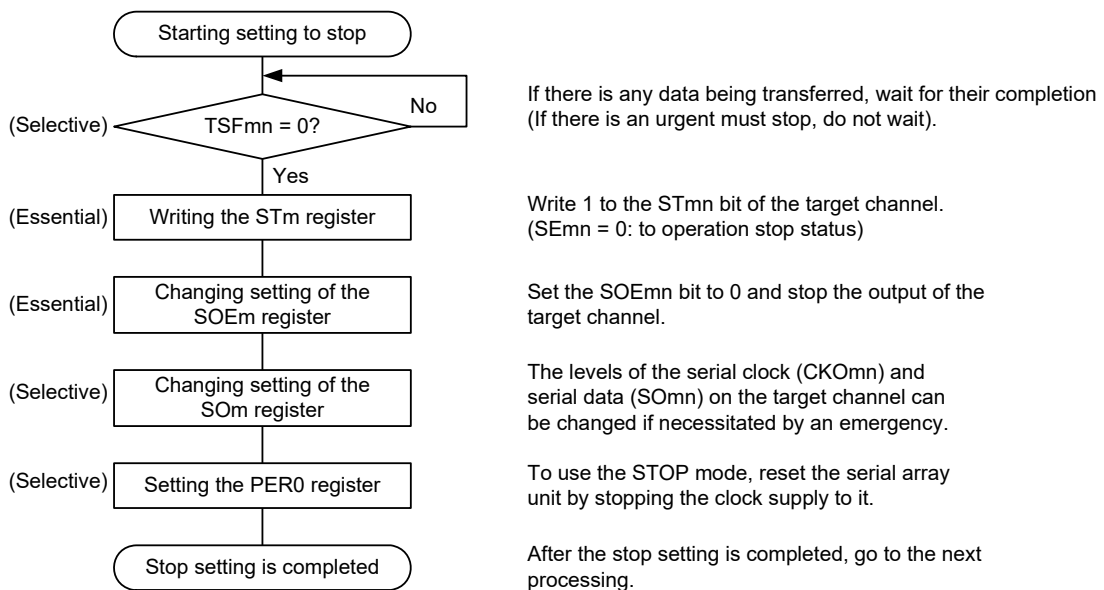 Starting setting to stop
No
If there is any data being transferred, wait for their completion
(If there is an urgent must stop, do not wait).
(Selective)
TSFmn = 0?
Yes
(Essential)
Writing the STm register
Write 1 to the STmn bit of the target channel.
(SEmn = 0: to operation stop status)
(Essential)
Changing setting of the
SOEm register
Set the SOEmn bit to 0 and stop the output of the
target channel.
(Selective)
Changing setting of the
SOm register
The levels of the serial clock (CKOmn) and
serial data (SOmn) on the target channel can
be changed if necessitated by an emergency.
(Selective)
Setting the PER0 register
To use the STOP mode, reset the serial array
unit by stopping the clock supply to it.
Stop setting is completed
After the stop setting is completed, go to the next
processing.